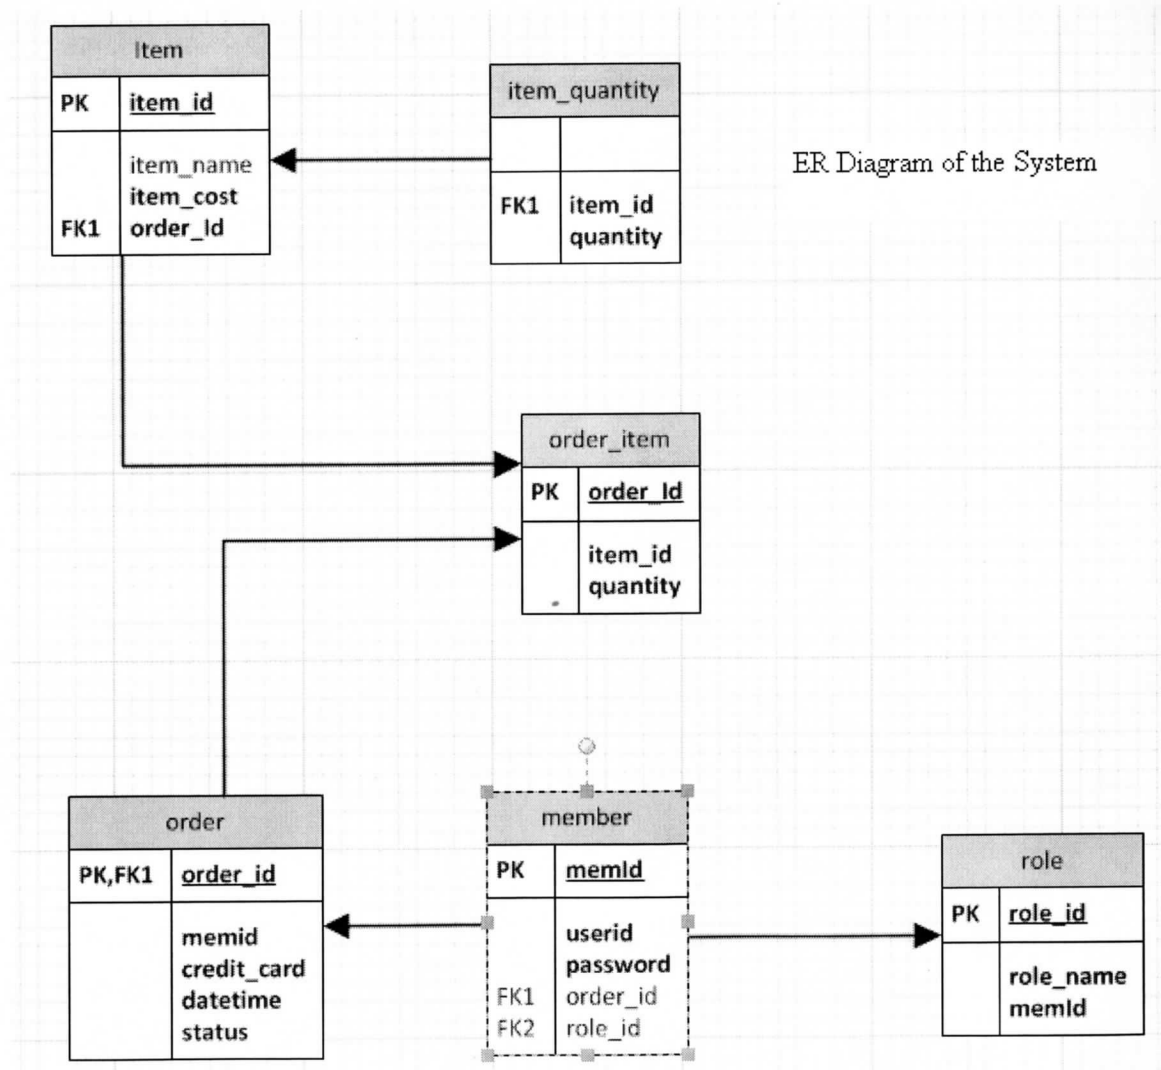 Item
PK item_id
item_name
item_cost
FK1 order_Id
item_quantity
FK1 item_id
quantity
ER Diagram of the System
order_item
PK order_Id
item_id
quantity
order
PK,FK1 order_id
memid
credit_card
datetime
status
member
PK memId
userid
password
FK1 order_id
FK2 role_id
role
PK role_id
role_name
memId